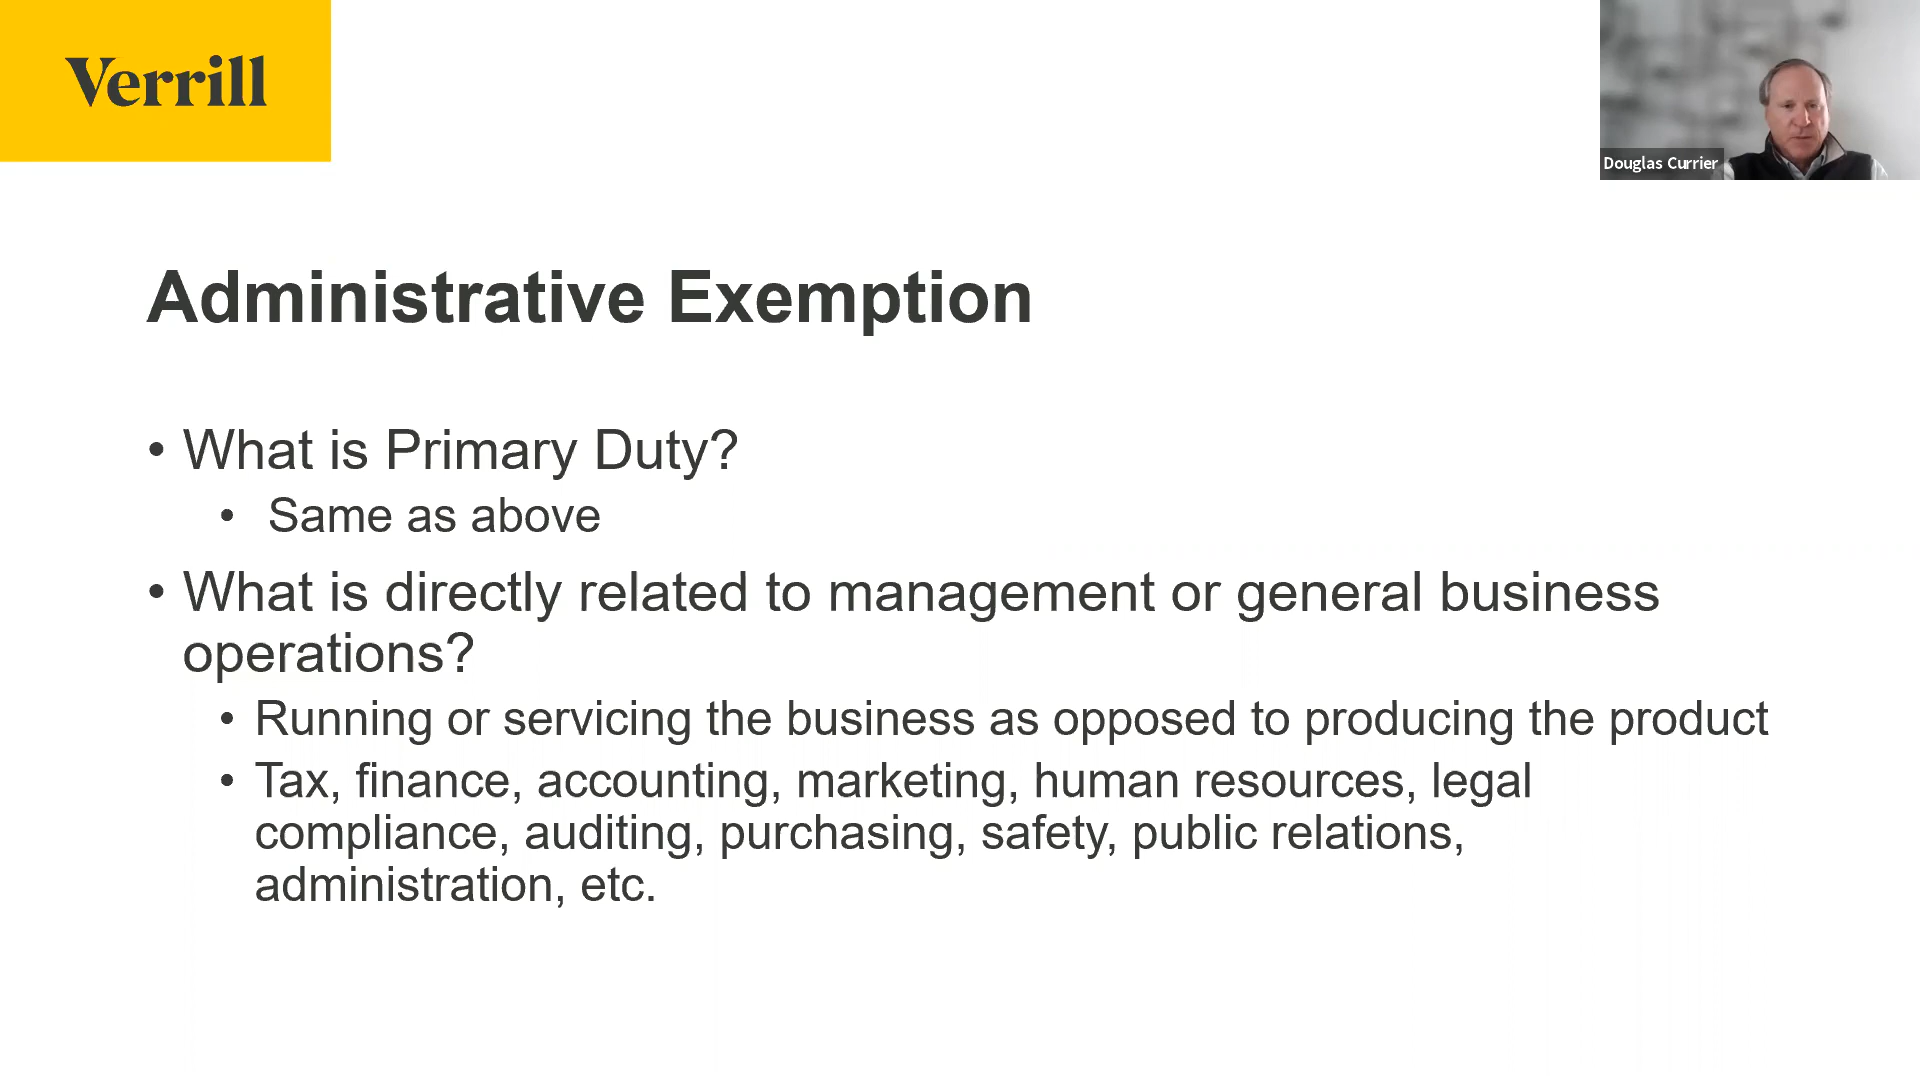 Verrill
Douglas Currier
Administrative Exemption
• What is Primary Duty?
• Same as above
• What is directly related to management or general business
operations?
• Running or servicing the business as opposed to producing the product
• Tax, finance, accounting, marketing, human resources, legal
compliance, auditing, purchasing, safety, public relations,
administration, etc.